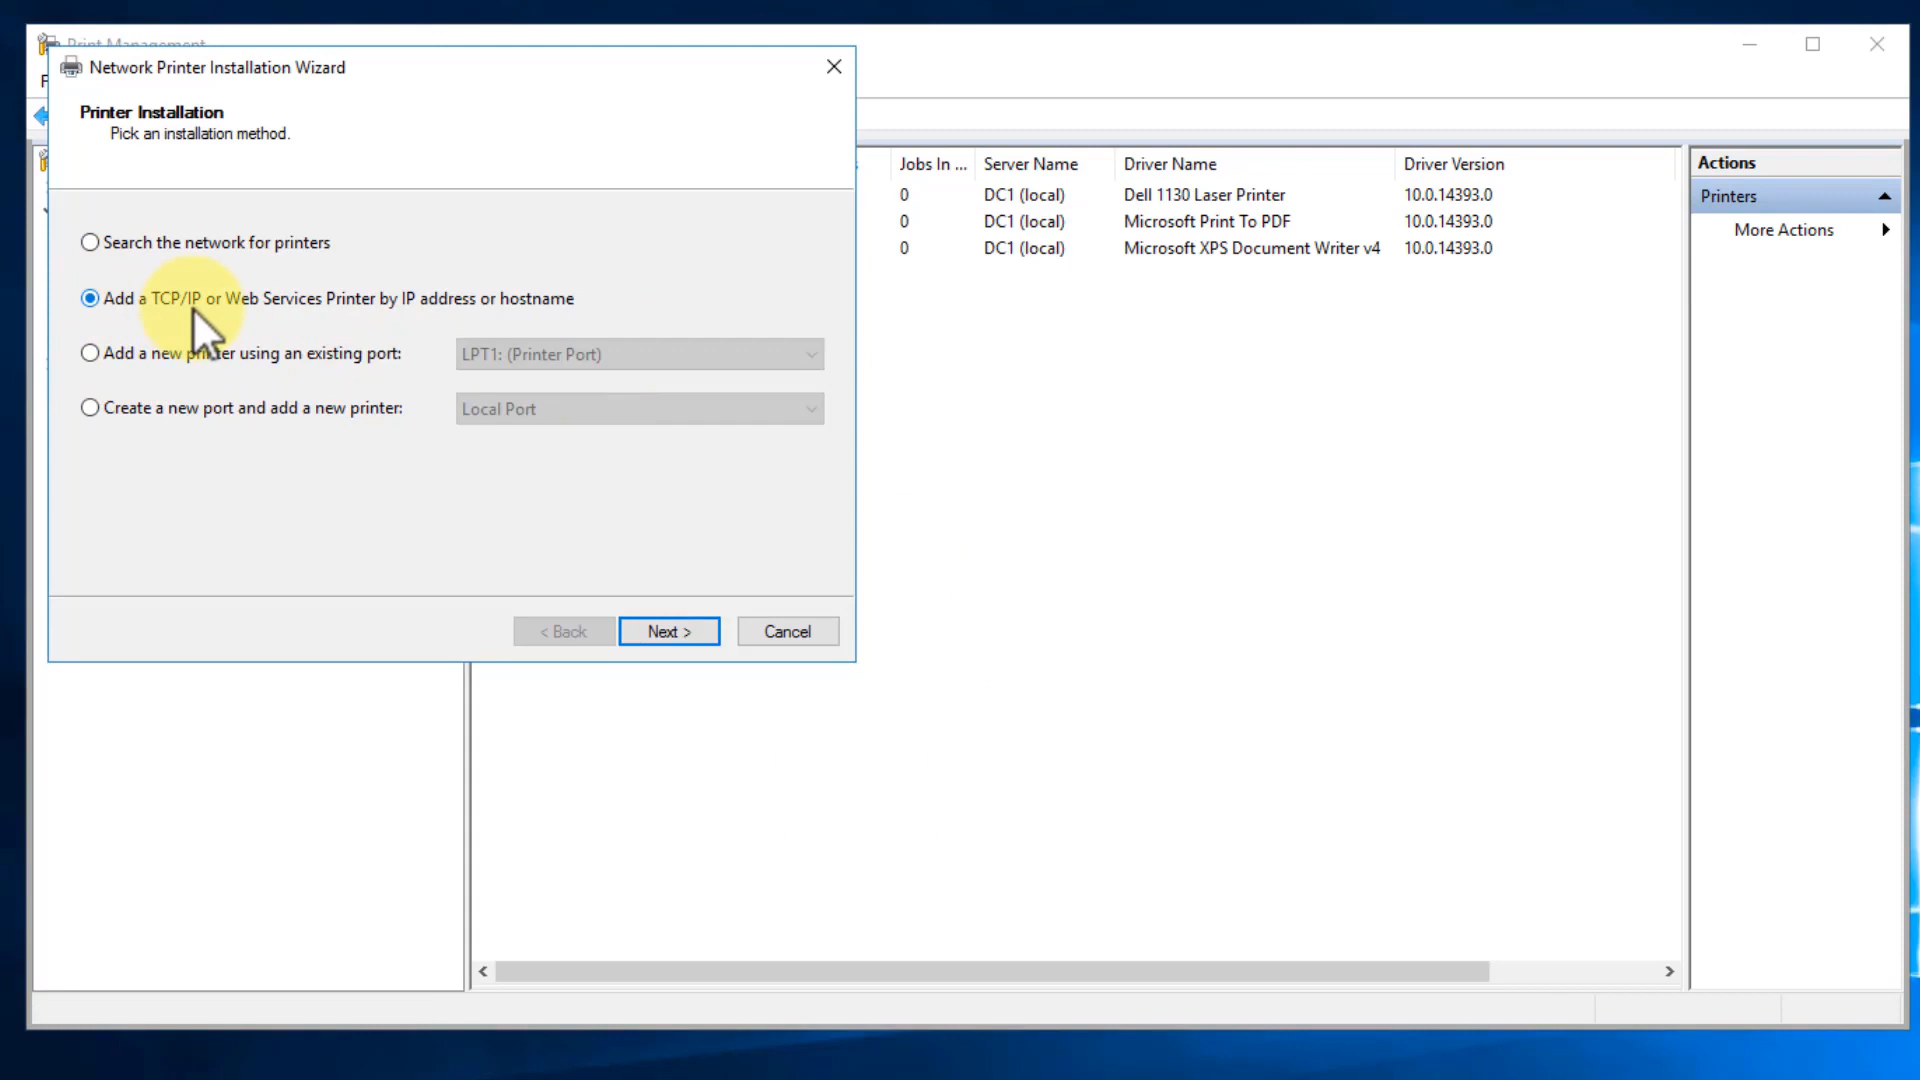 Print Management
Network Printer Installation Wizard
F
Printer Installation
Pick an installation method.
Search the network for printers
Add a TCP/IP or Web Services Printer by IP address or hostname
Add a new printer using an existing port:
LPT1: (Printer Port)
Create a new port and add a new printer:
Local Port
< Back
Next >
Cancel
Jobs In ... Server Name Driver Name Driver Version
0 DC1 (local) Dell 1130 Laser Printer 10.0.14393.0
0 DC1 (local) Microsoft Print To PDF 10.0.14393.0
0 DC1 (local) Microsoft XPS Document Writer v4 10.0.14393.0
Actions
Printers
More Actions